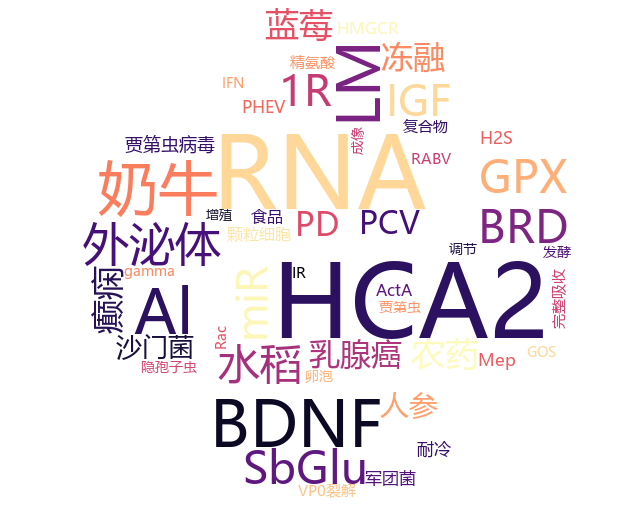 蓝莓
HMGCR
LM
冻融
精氨酸
IFN
1R
IGF
PHEV
复合物
成像
H2S
贾第虫病毒
RNA
RABV
奶牛
GPX
增殖
食品
PD
PCV
BRD
外泌体
颗粒细胞
调节
发酵
癫痫
gamma
Al
miR
IR
HCA2
ActA
贾第虫
完整吸收
沙门菌
Rac
水稻
乳腺癌
农药
GOS
隐孢子虫
卵泡
Mep
BDNF
人参
SbGlu
耐冷
军团菌
VP0裂解